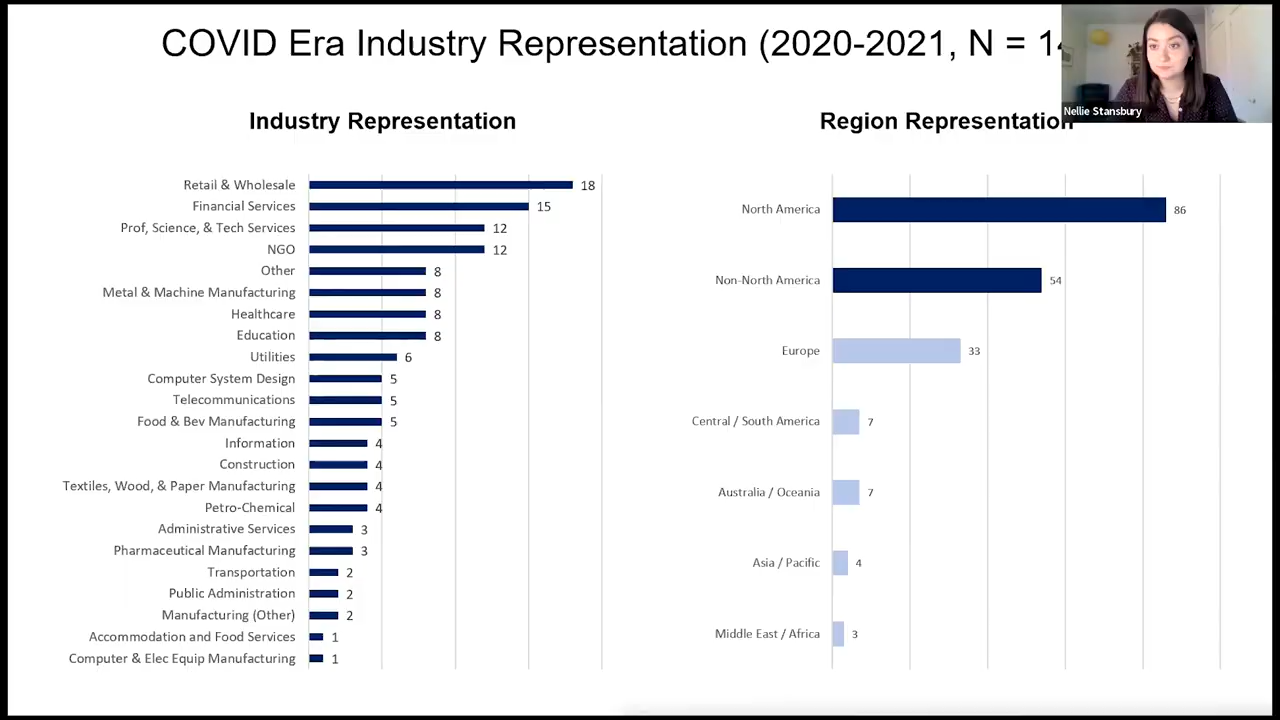 COVID Era Industry Representation (2020-2021, N = 1
Nellie Stansbury
Industry Representation
Retail & Wholesale 18
Financial Services 15
Prof, Science, & Tech Services 12
NGO 12
Other 8
Metal & Machine Manufacturing 8
Healthcare 8
Education 8
Utilities 6
Computer System Design 5
Telecommunications 5
Food & Bev Manufacturing 5
Information 4
Construction 4
Textiles, Wood, & Paper Manufacturing 4
Petro-Chemical 4
Administrative Services 3
Pharmaceutical Manufacturing 3
Transportation 2
Public Administration 2
Manufacturing (Other) 2
Accommodation and Food Services 1
Computer & Elec Equip Manufacturing 1
Region Representation
North America 86
Non-North America 54
Europe 33
Central / South America 7
Australia / Oceania 7
Asia / Pacific 4
Middle East / Africa 3